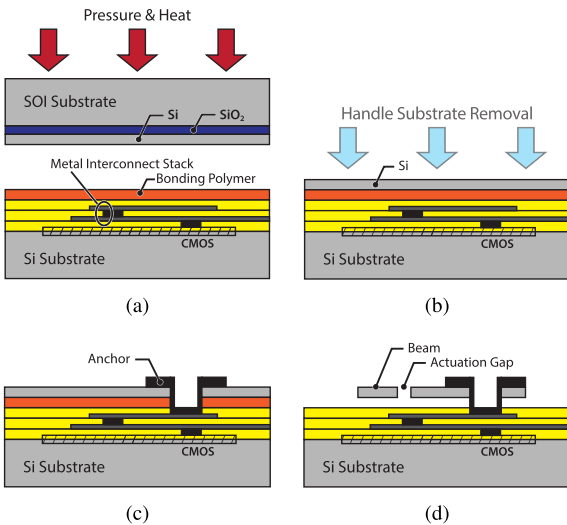 Pressure & Heat
SOI Substrate
Si
SiO₂
Metal Interconnect Stack
Bonding Polymer
CMOS
Si Substrate
(a)
Handle Substrate Removal
Si
CMOS
Si Substrate
(b)
Anchor
CMOS
Si Substrate
(c)
Beam
Actuation Gap
CMOS
Si Substrate
(d)